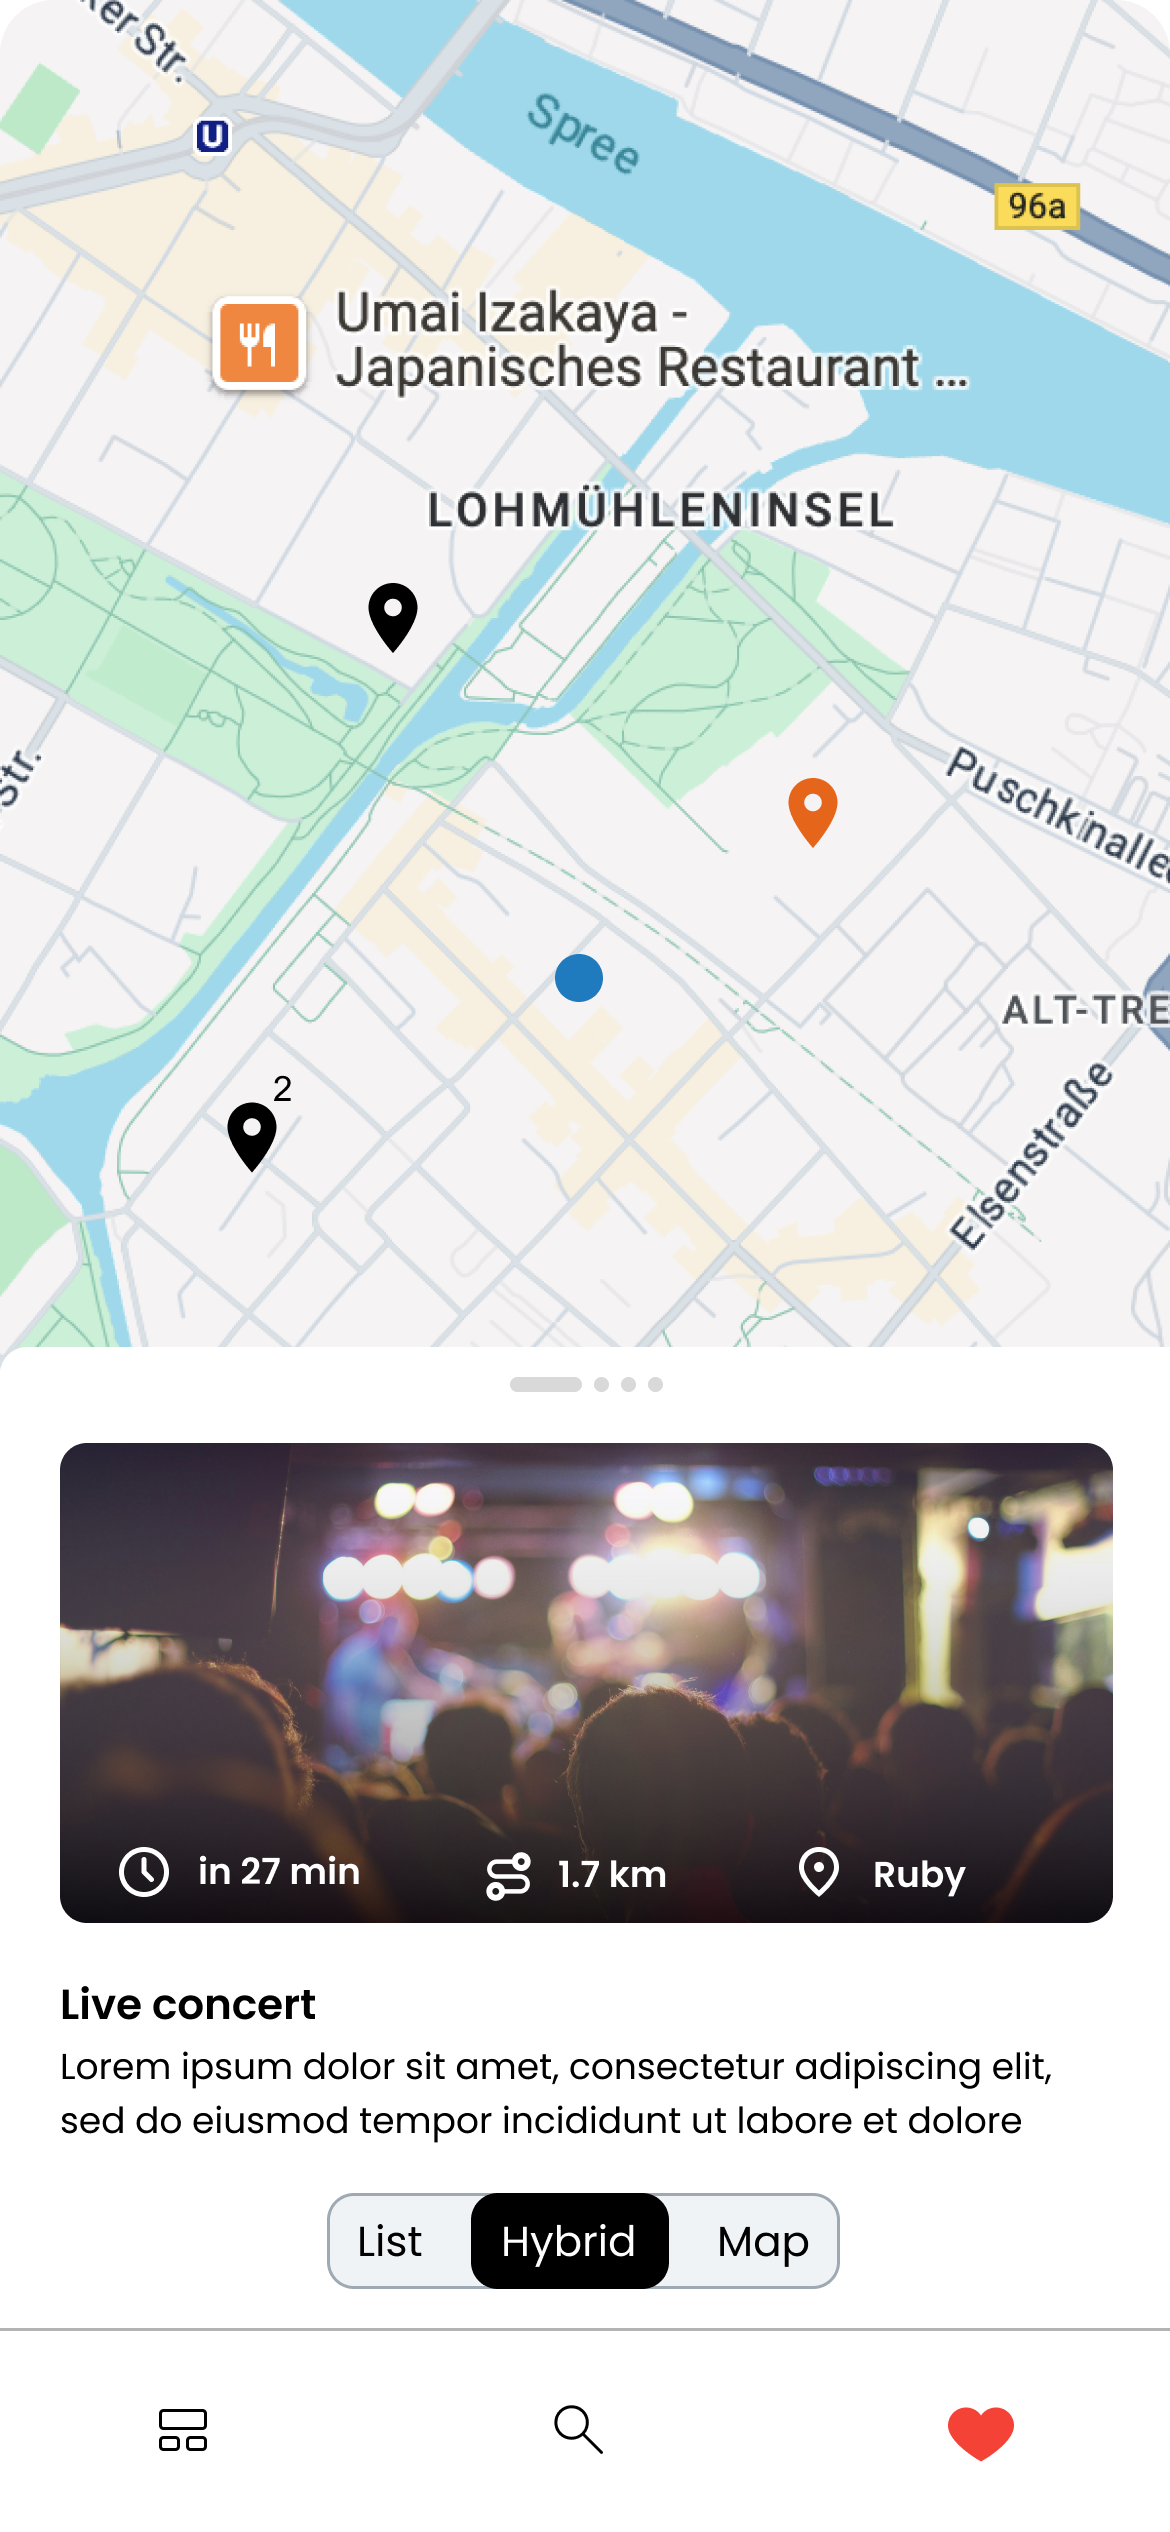 ker Str.
U
Spree
96a
Umai Izakaya -
Japanisches Restaurant ...
LOHMÜHLENINSEL
Str.
Puschkinallee
ALT-TRE
2
Elsenstraße
in 27 min
1.7 km
Ruby
Live concert
Lorem ipsum dolor sit amet, consectetur adipiscing elit,
sed do eiusmod tempor incididunt ut labore et dolore
List
Hybrid
Map